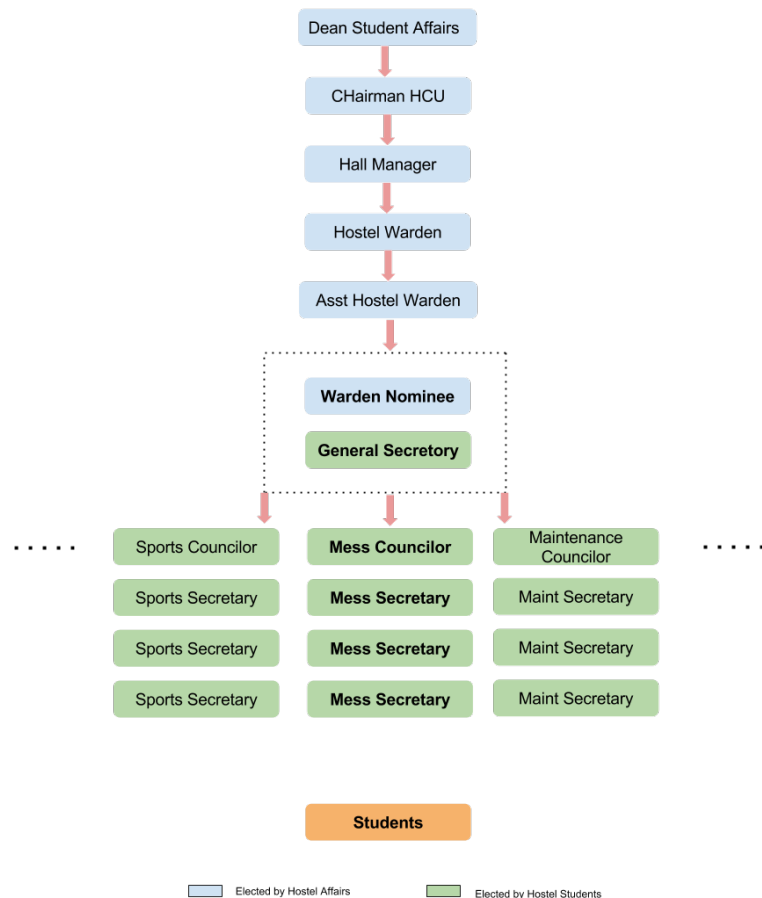 Dean Student Affairs
CHairman HCU
Hall Manager
Hostel Warden
Asst Hostel Warden
Warden Nominee
General Secretory
Sports Councilor
Mess Councilor
Maintenance
Councilor
Sports Secretary
Mess Secretary
Maint Secretary
Sports Secretary
Mess Secretary
Maint Secretary
Sports Secretary
Mess Secretary
Maint Secretary
Students
Elected by Hostel Affairs
Elected by Hostel Students